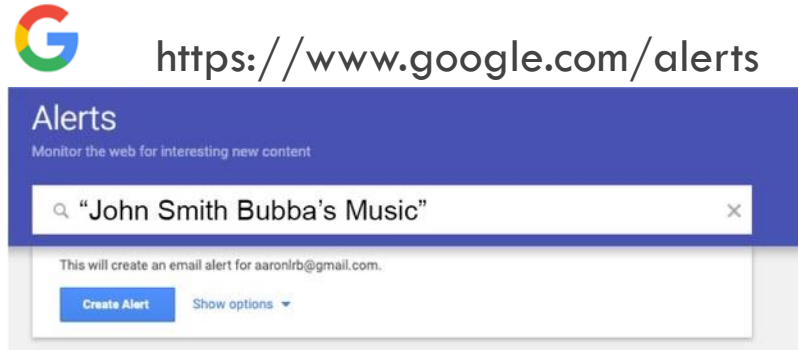 G https://www.google.com/alerts
Alerts
Monitor the web for interesting new content
“John Smith Bubba’s Music” ×
This will create an email alert for aaronlrb@gmail.com.
Create Alert Show options